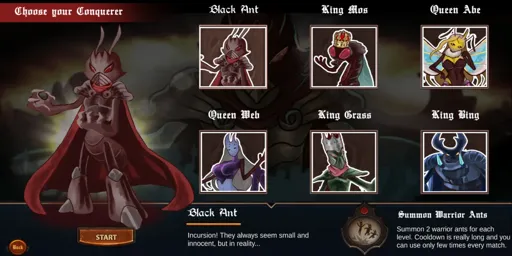 Choose your Conquerer
Black Ant
King Mos
Queen Abe
Queen Web
King Grass
King Bing
Black Ant
Incursion! They always seem small and
innocent, but in reality...
Summon Warrior Ants
Summon 2 warrior ants for each
level. Cooldown is really long and you
can use only few times every match.
START
Back